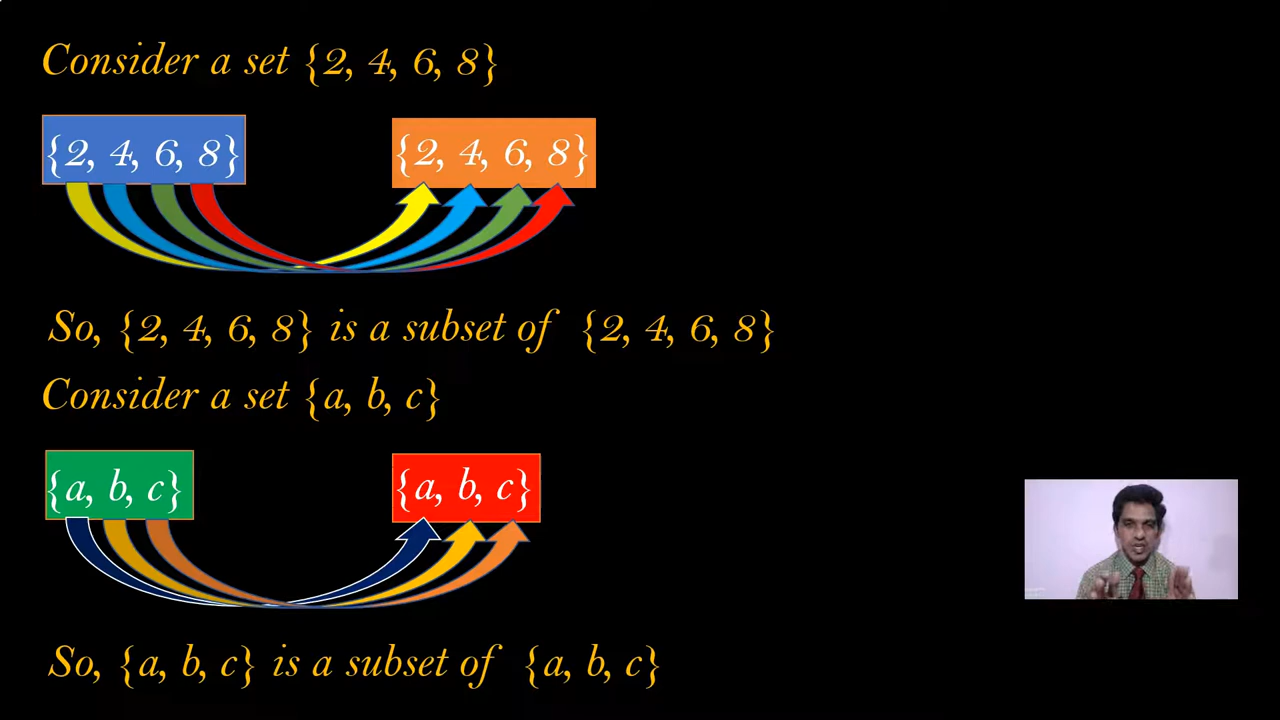 Consider a set {2, 4, 6, 8}
{2, 4, 6, 8} {2, 4, 6, 8}
So, {2, 4, 6, 8} is a subset of {2, 4, 6, 8}
Consider a set {a, b, c}
{a, b, c} {a, b, c}
So, {a, b, c} is a subset of {a, b, c}